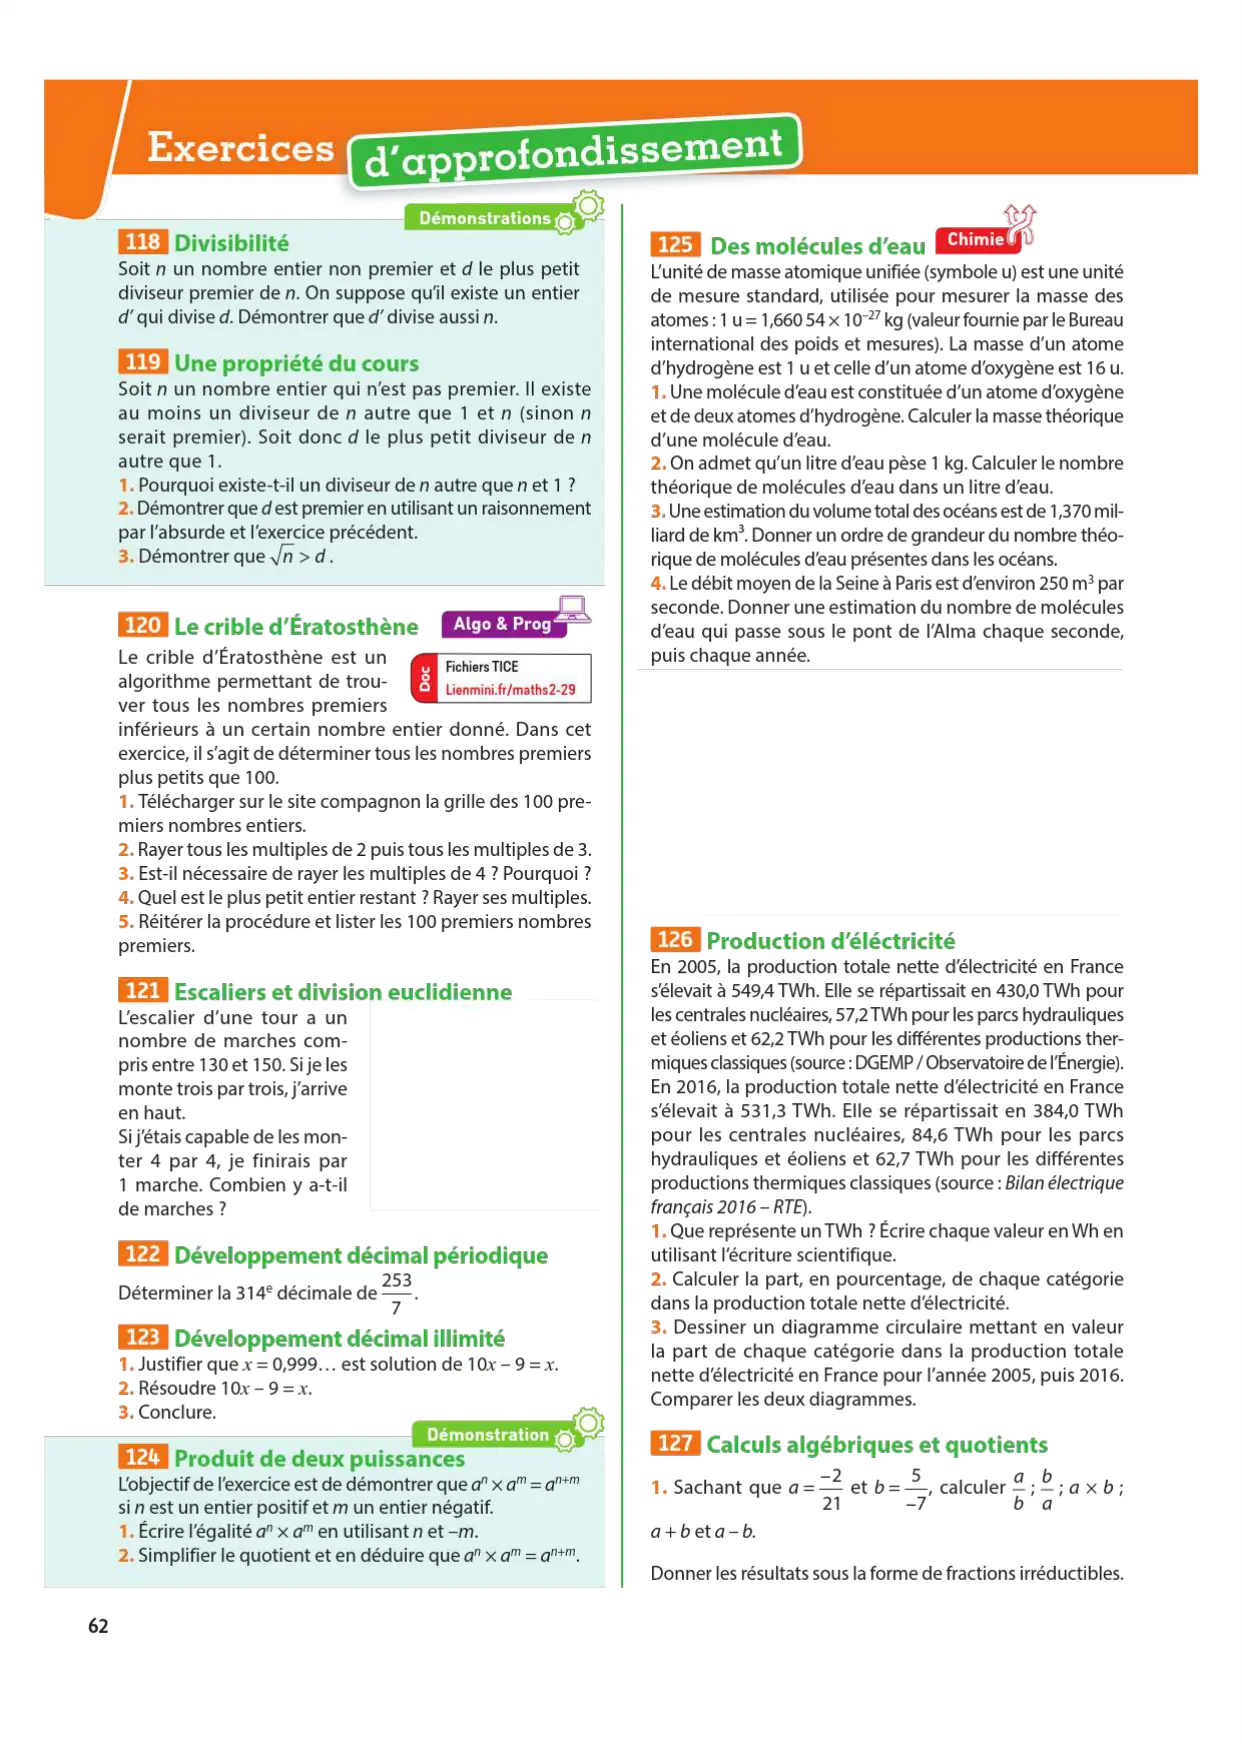 Exercices d'approfondissement
Démonstrations
118 Divisibilité
Soit n un nombre entier non premier et d le plus petit
diviseur premier de n. On suppose qu'il existe un entier
d' qui divise d. Démontrer que d' divise aussi n.
119 Une propriété du cours
Soit n un nombre entier qui n'est pas premier. Il existe
au moins un diviseur de n autre que 1 et n (sinon n
serait premier). Soit donc d le plus petit diviseur de n
autre que 1.
1. Pourquoi existe-t-il un diviseur de n autre que n et 1 ?
2. Démontrer que d est premier en utilisant un raisonnement
par l'absurde et l'exercice précédent.
3. Démontrer que √n > d .
120 Le crible d'Ératosthène
Algo & Prog
Le crible d'Ératosthène est un
algorithme permettant de trou-
ver tous les nombres premiers
Doc
Fichiers TICE
Lienmini.fr/maths2-29
inférieurs à un certain nombre entier donné. Dans cet
exercice, il s'agit de déterminer tous les nombres premiers
plus petits que 100.
1. Télécharger sur le site compagnon la grille des 100 pre-
miers nombres entiers.
2. Rayer tous les multiples de 2 puis tous les multiples de 3.
3. Est-il nécessaire de rayer les multiples de 4 ? Pourquoi ?
4. Quel est le plus petit entier restant ? Rayer ses multiples.
5. Réitérer la procédure et lister les 100 premiers nombres
premiers.
121 Escaliers et division euclidienne
L'escalier d'une tour a un
nombre de marches com-
pris entre 130 et 150. Si je les
monte trois par trois, j'arrive
en haut.
Si j'étais capable de les mon-
ter 4 par 4, je finirais par
1 marche. Combien y a-t-il
de marches ?
122 Développement décimal périodique
Déterminer la 314e décimale de 253/7.
123 Développement décimal illimité
1. Justifier que x = 0,999… est solution de 10x – 9 = x.
2. Résoudre 10x – 9 = x.
3. Conclure.
Démonstration
124 Produit de deux puissances
L'objectif de l'exercice est de démontrer que aⁿ × aᵐ = aⁿ⁺ᵐ
si n est un entier positif et m un entier négatif.
1. Écrire l'égalité aⁿ × aᵐ en utilisant n et –m.
2. Simplifier le quotient et en déduire que aⁿ × aᵐ = aⁿ⁺ᵐ.
125 Des molécules d'eau
Chimie
L'unité de masse atomique unifiée (symbole u) est une unité
de mesure standard, utilisée pour mesurer la masse des
atomes : 1 u = 1,660 54 × 10⁻²⁷ kg (valeur fournie par le Bureau
international des poids et mesures). La masse d'un atome
d'hydrogène est 1 u et celle d'un atome d'oxygène est 16 u.
1. Une molécule d'eau est constituée d'un atome d'oxygène
et de deux atomes d'hydrogène. Calculer la masse théorique
d'une molécule d'eau.
2. On admet qu'un litre d'eau pèse 1 kg. Calculer le nombre
théorique de molécules d'eau dans un litre d'eau.
3. Une estimation du volume total des océans est de 1,370 mil-
liard de km³. Donner un ordre de grandeur du nombre théo-
rique de molécules d'eau présentes dans les océans.
4. Le débit moyen de la Seine à Paris est d'environ 250 m³ par
seconde. Donner une estimation du nombre de molécules
d'eau qui passe sous le pont de l'Alma chaque seconde,
puis chaque année.
126 Production d'éléctricité
En 2005, la production totale nette d'électricité en France
s'élevait à 549,4 TWh. Elle se répartissait en 430,0 TWh pour
les centrales nucléaires, 57,2 TWh pour les parcs hydrauliques
et éoliens et 62,2 TWh pour les différentes productions ther-
miques classiques (source : DGEMP / Observatoire de l'Énergie).
En 2016, la production totale nette d'électricité en France
s'élevait à 531,3 TWh. Elle se répartissait en 384,0 TWh
pour les centrales nucléaires, 84,6 TWh pour les parcs
hydrauliques et éoliens et 62,7 TWh pour les différentes
productions thermiques classiques (source : Bilan électrique
français 2016 – RTE).
1. Que représente un TWh ? Écrire chaque valeur en Wh en
utilisant l'écriture scientifique.
2. Calculer la part, en pourcentage, de chaque catégorie
dans la production totale nette d'électricité.
3. Dessiner un diagramme circulaire mettant en valeur
la part de chaque catégorie dans la production totale
nette d'électricité en France pour l'année 2005, puis 2016.
Comparer les deux diagrammes.
127 Calculs algébriques et quotients
1. Sachant que a = –2/21 et b = 5/–7, calculer a/b ; b/a ; a × b ;
a + b et a – b.
Donner les résultats sous la forme de fractions irréductibles.
62